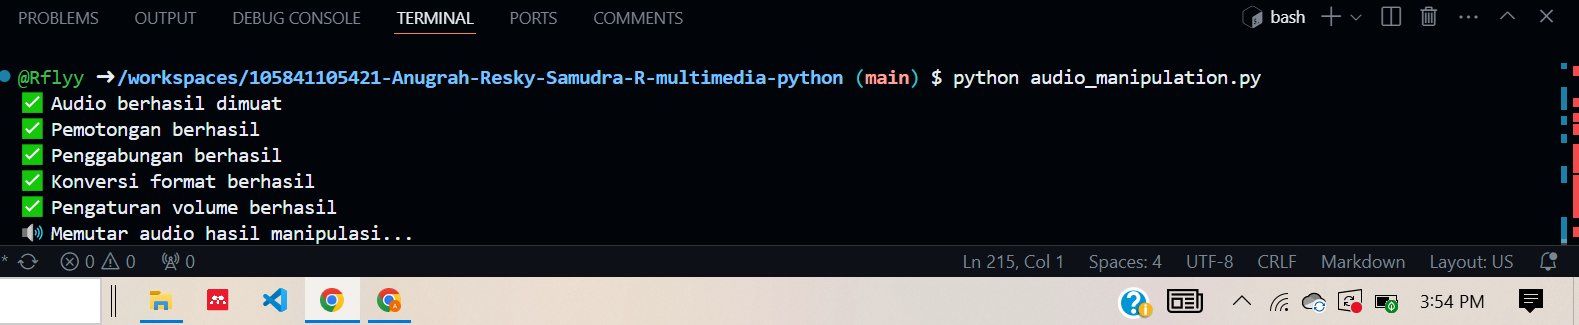 PROBLEMS OUTPUT DEBUG CONSOLE TERMINAL PORTS COMMENTS bash
@Rflyy ➜/workspaces/105841105421-Anugrah-Resky-Samudra-R-multimedia-python (main) $ python audio_manipulation.py
✅ Audio berhasil dimuat
✅ Pemotongan berhasil
✅ Penggabungan berhasil
✅ Konversi format berhasil
✅ Pengaturan volume berhasil
🔊 Memutar audio hasil manipulasi...
* 0 0 0 Ln 215, Col 1 Spaces: 4 UTF-8 CRLF Markdown Layout: US
3:54 PM